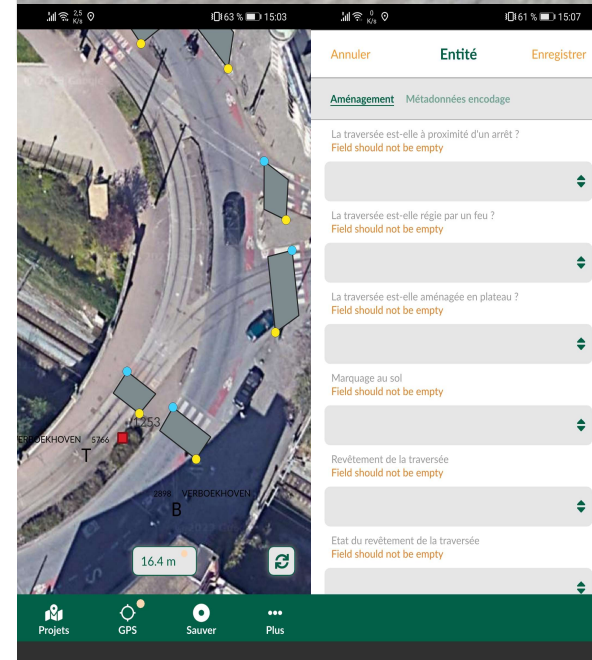 2,5
K/s
63 % 15:03
1253
ERBOEKHOVEN 5766
T
2898 VERBOEKHOVEN
B
16.4 m
Projets
GPS
Sauver
Plus
0
K/s
61 % 15:07
Annuler
Entité
Enregistrer
Aménagement
Métadonnées encodage
La traversée est-elle à proximité d'un arrêt ?
Field should not be empty
La traversée est-elle régie par un feu ?
Field should not be empty
La traversée est-elle aménagée en plateau ?
Field should not be empty
Marquage au sol
Field should not be empty
Revêtement de la traversée
Field should not be empty
Etat du revêtement de la traversée
Field should not be empty